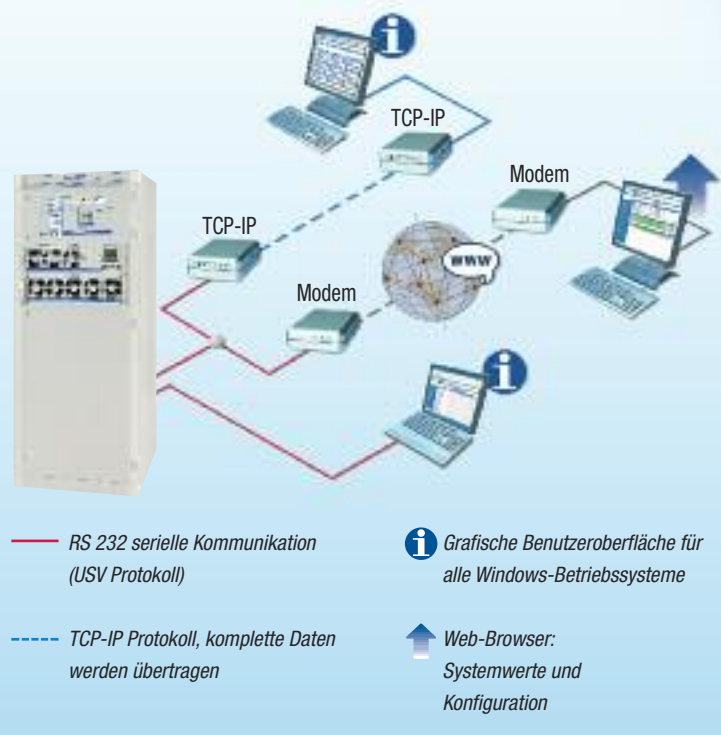 TCP-IP
Modem
TCP-IP
www
Modem
RS 232 serielle Kommunikation
(USV Protokoll)
Grafische Benutzeroberfläche für
alle Windows-Betriebssysteme
TCP-IP Protokoll, komplette Daten
werden übertragen
Web-Browser:
Systemwerte und
Konfiguration